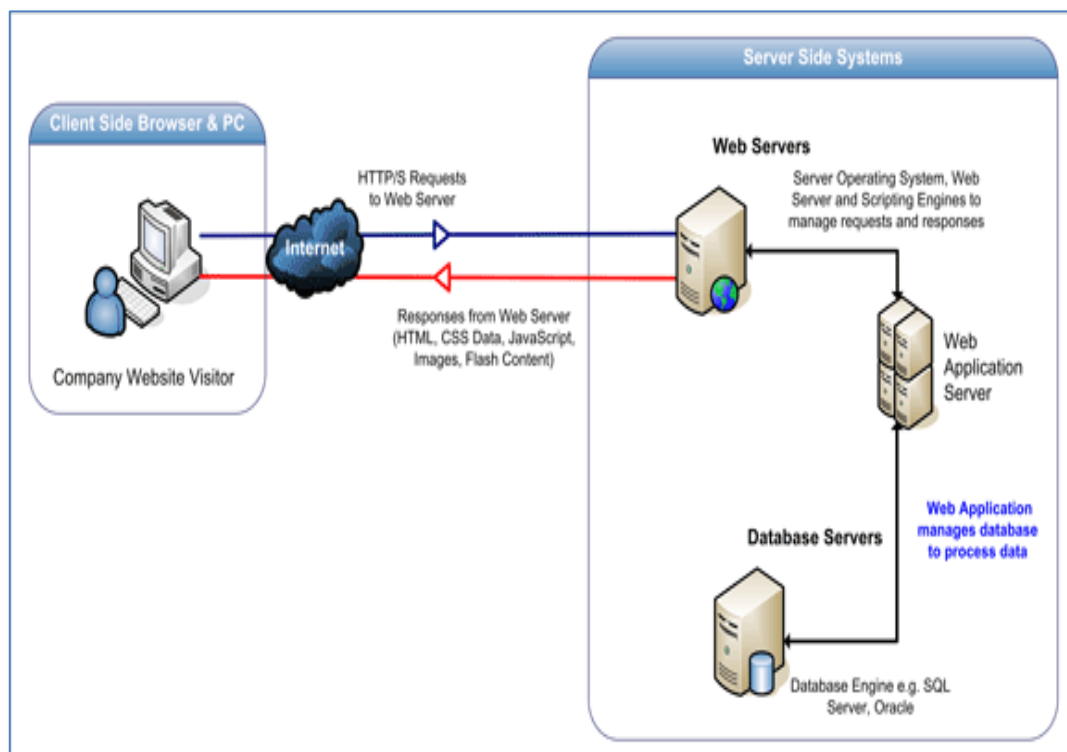 Server Side Systems
Client Side Browser & PC
Web Servers
HTTP/S Requests
to Web Server
Server Operating System, Web
Server and Scripting Engines to
manage requests and responses
Internet
Responses from Web Server
(HTML, CSS Data, JavaScript,
Images, Flash Content)
Company Website Visitor
Web
Application
Server
Web Application
manages database
to process data
Database Servers
Database Engine e.g. SQL
Server, Oracle